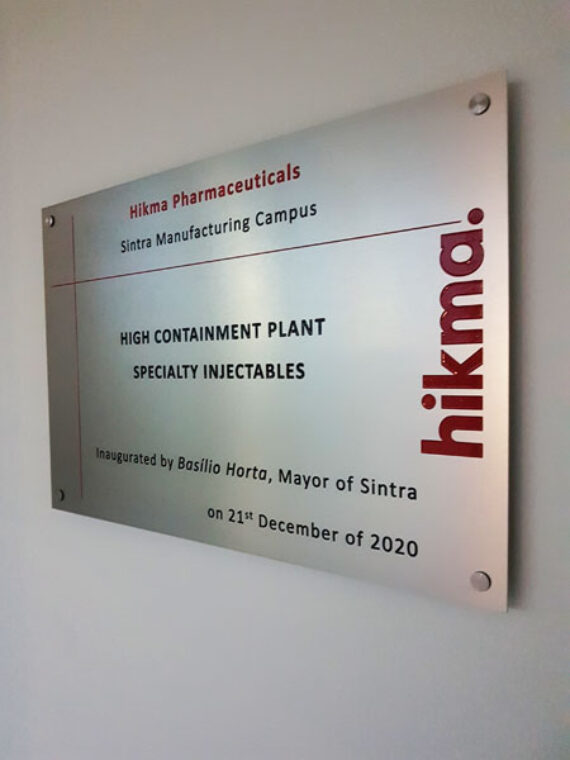 Hikma Pharmaceuticals
Sintra Manufacturing Campus
HIGH CONTAINMENT PLANT
SPECIALTY INJECTABLES
Inaugurated by Basílio Horta, Mayor of Sintra
on 21st December of 2020
hikma.